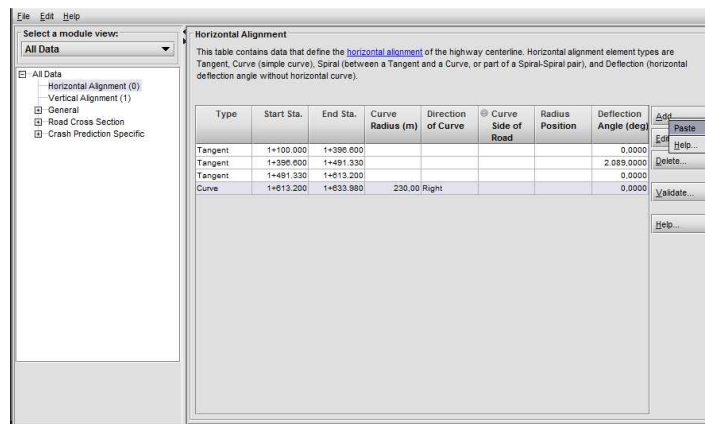 File Edit Help
Select a module view:
All Data
All Data
Horizontal Alignment (0)
Vertical Alignment (1)
General
Road Cross Section
Crash Prediction Specific
Horizontal Alignment
This table contains data that define the horizontal alignment of the highway centerline. Horizontal alignment element types are
Tangent, Curve (simple curve), Spiral (between a Tangent and a Curve, or part of a Spiral-Spiral pair), and Deflection (horizontal
deflection angle without horizontal curve).
Type Start Sta. End Sta. Curve Radius (m) Direction of Curve Curve Side of Road Radius Position Deflection Angle (deg)
Tangent 1+100.000 1+396.600 0,0000
Tangent 1+396.600 1+491.330 2.089,0000
Tangent 1+491.330 1+613.200 0,0000
Curve 1+613.200 1+633.980 230,00 Right 0,0000
Add
Paste
Edit
Help...
Delete...
Validate...
Help...